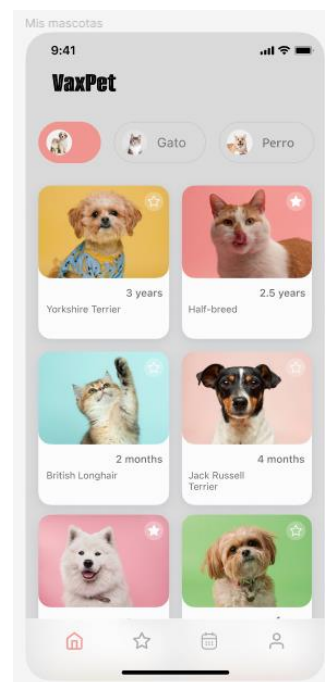 Mis mascotas
9:41
VaxPet
Gato
Perro
3 years
2.5 years
Yorkshire Terrier
Half-breed
2 months
4 months
British Longhair
Jack Russell
Terrier